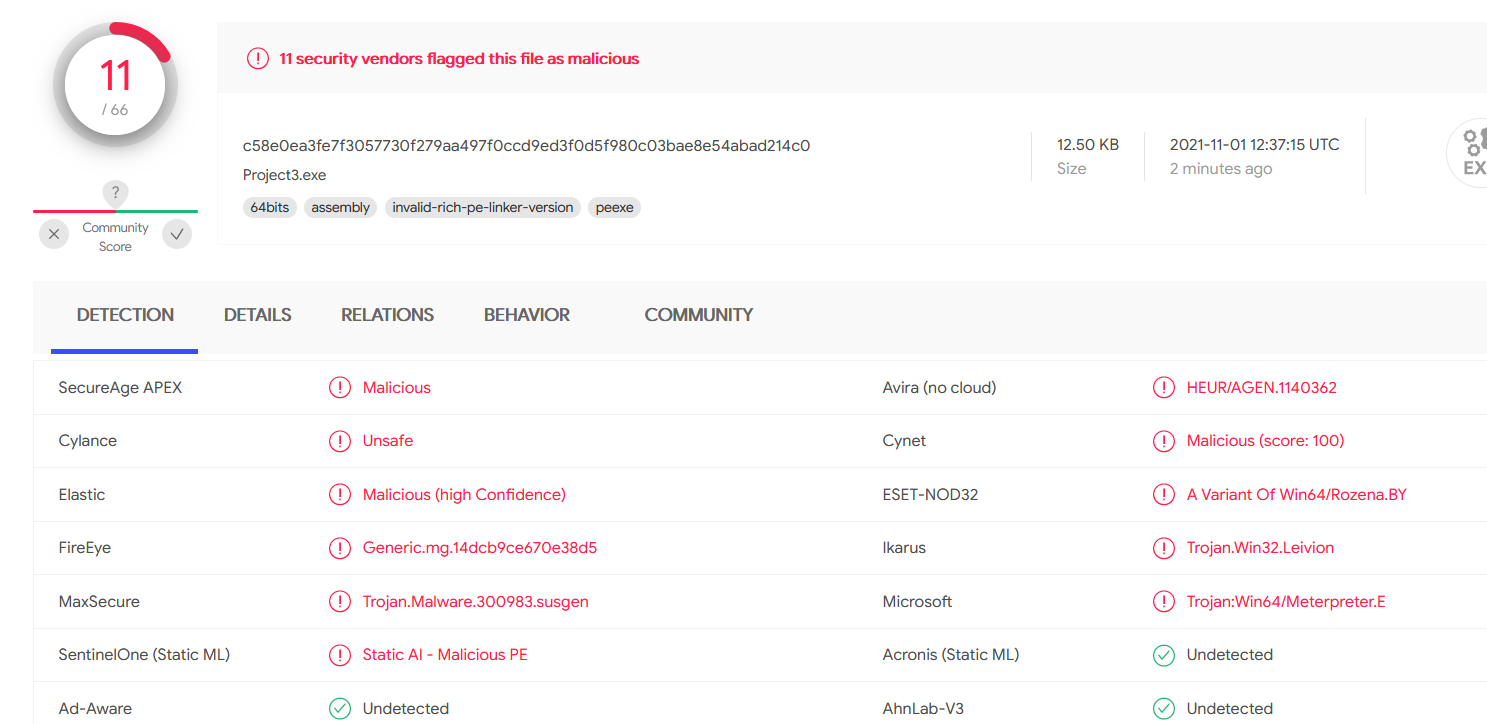 11
/ 66
?
Community
Score
11 security vendors flagged this file as malicious
c58e0ea3fe7f3057730f279aa497f0ccd9ed3f0d5f980c03bae8e54abad214c0
Project3.exe
64bits assembly invalid-rich-pe-linker-version peexe
12.50 KB
Size
2021-11-01 12:37:15 UTC
2 minutes ago
EX
DETECTION DETAILS RELATIONS BEHAVIOR COMMUNITY
SecureAge APEX Malicious Avira (no cloud) HEUR/AGEN.1140362
Cylance Unsafe Cynet Malicious (score: 100)
Elastic Malicious (high Confidence) ESET-NOD32 A Variant Of Win64/Rozena.BY
FireEye Generic.mg.14dcb9ce670e38d5 Ikarus Trojan.Win32.Leivion
MaxSecure Trojan.Malware.300983.susgen Microsoft Trojan:Win64/Meterpreter.E
SentinelOne (Static ML) Static AI - Malicious PE Acronis (Static ML) Undetected
Ad-Aware Undetected AhnLab-V3 Undetected